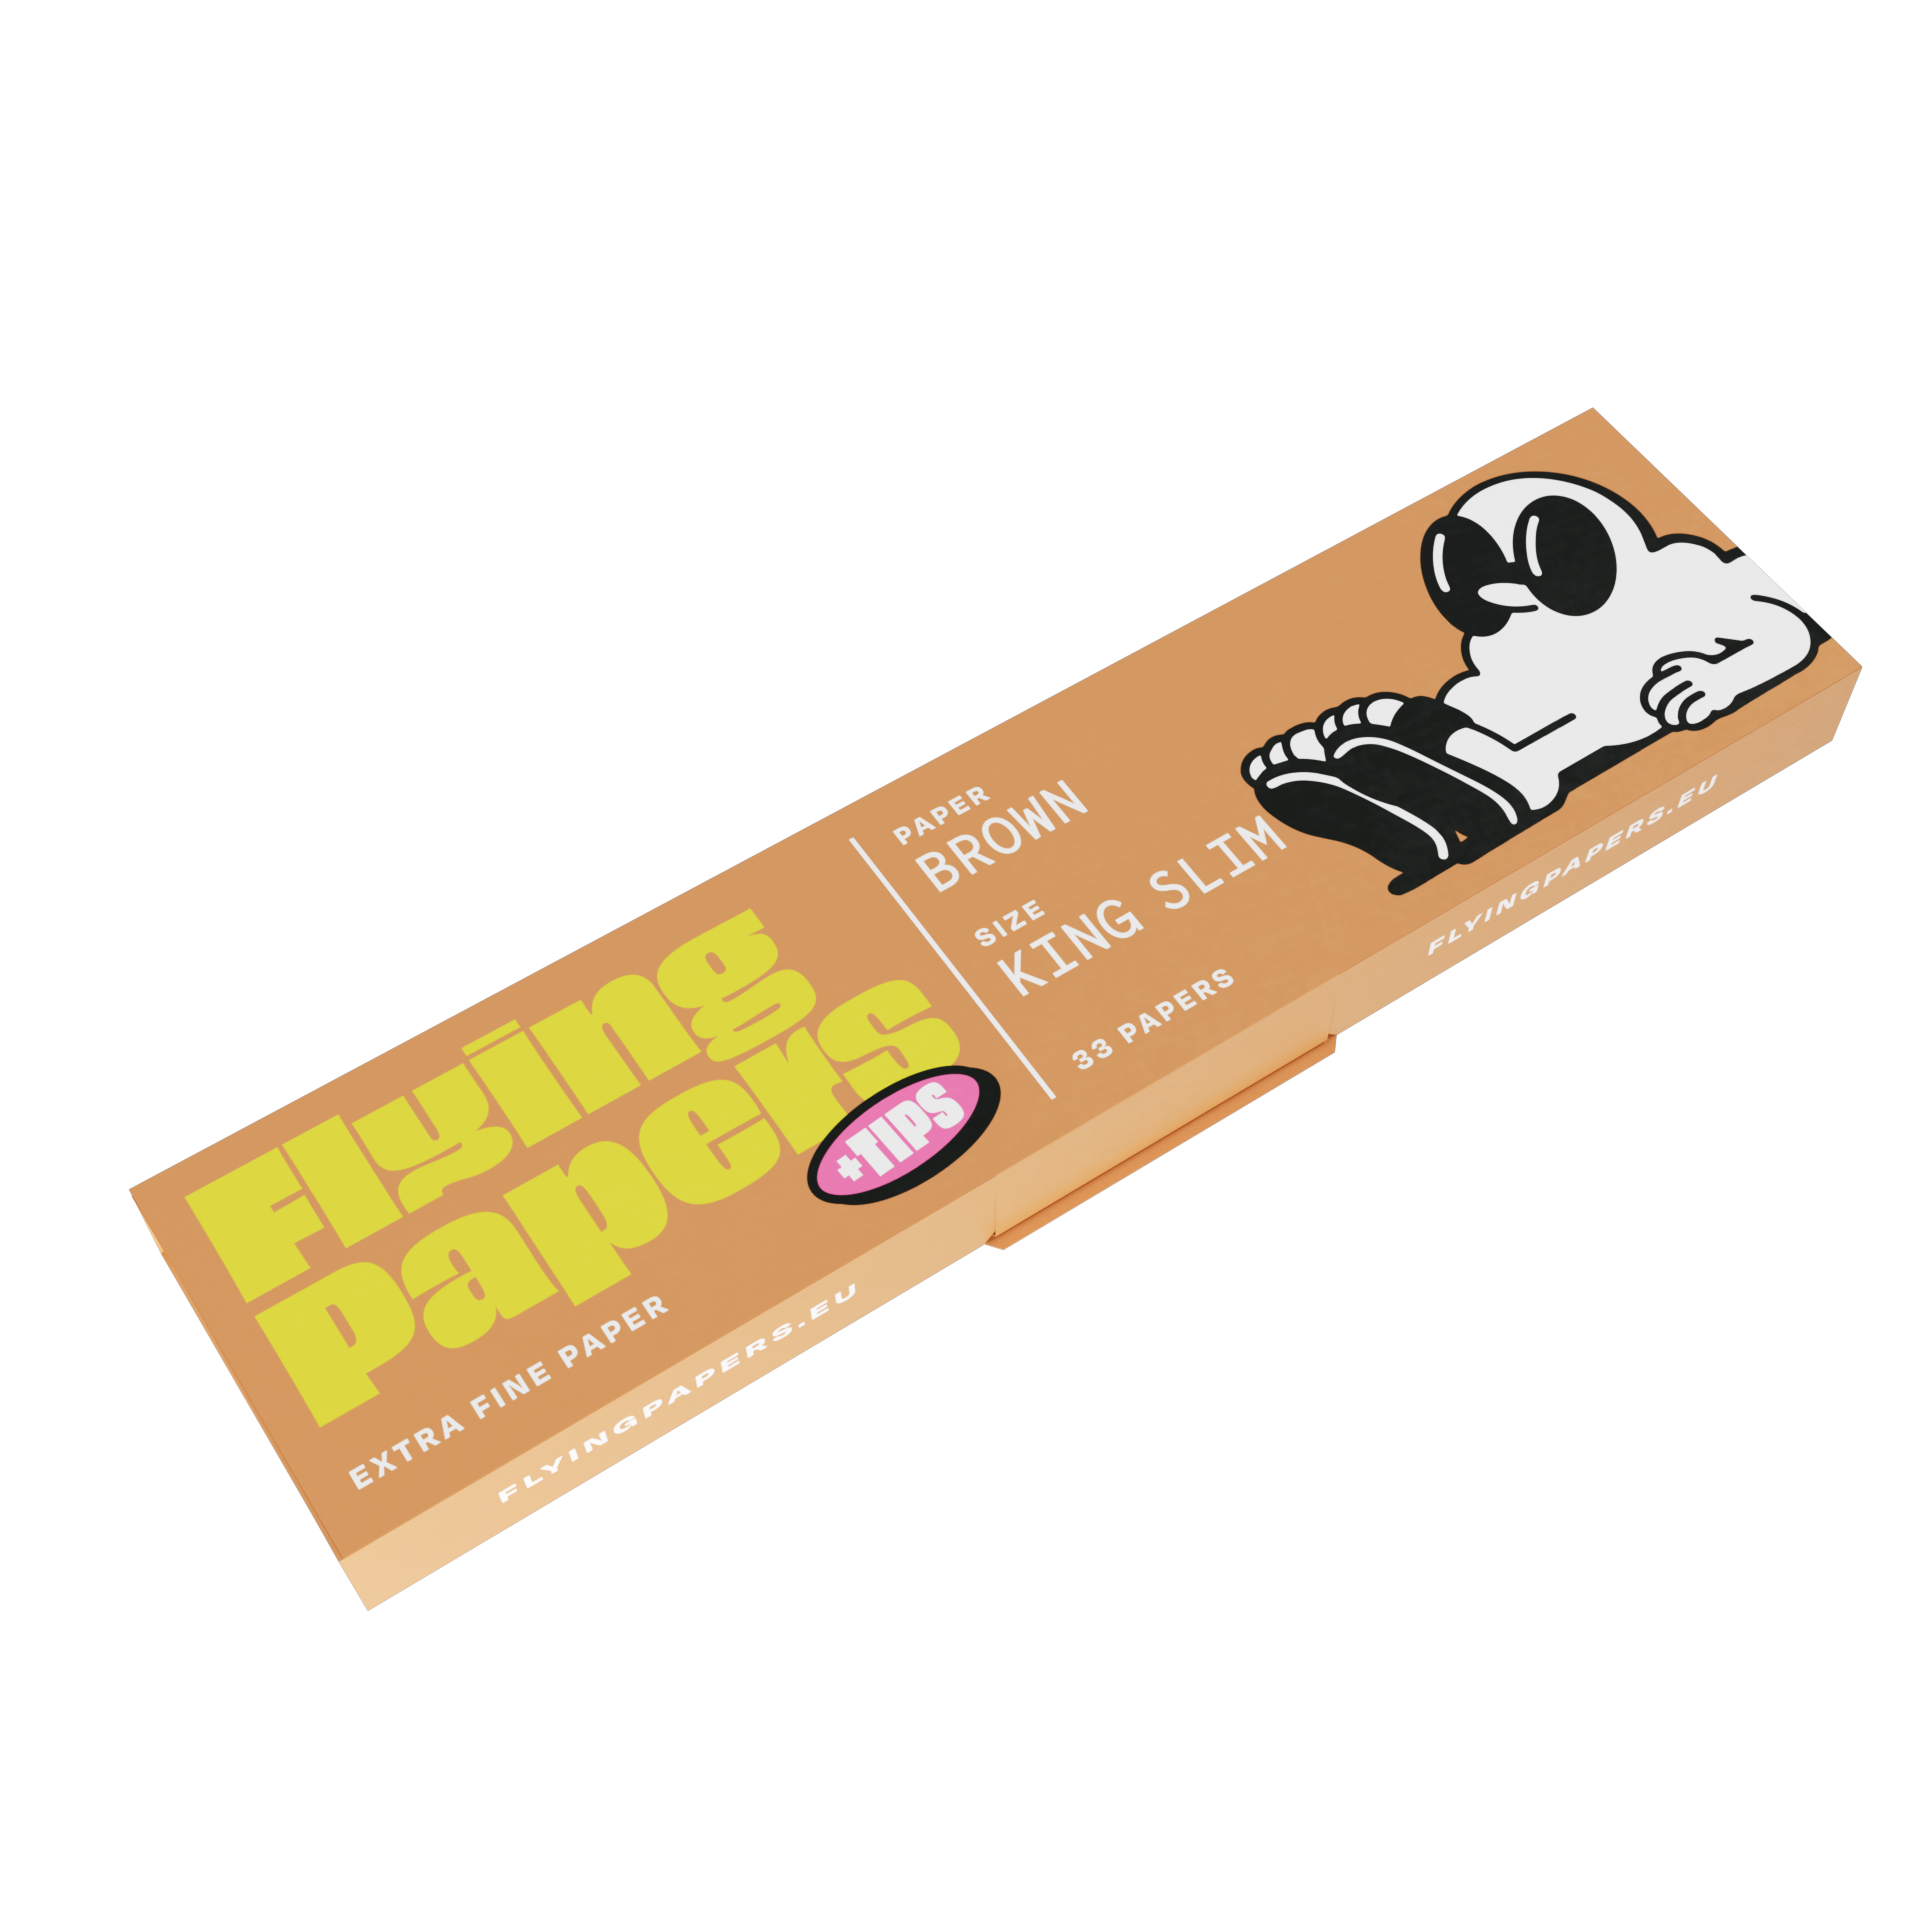 Flying
Papers
+TIPS
EXTRA FINE PAPER
PAPER
BROWN
SIZE
KING SLIM
33 PAPERS
FLYINGPAPERS.EU
FLYINGPAPERS.EU